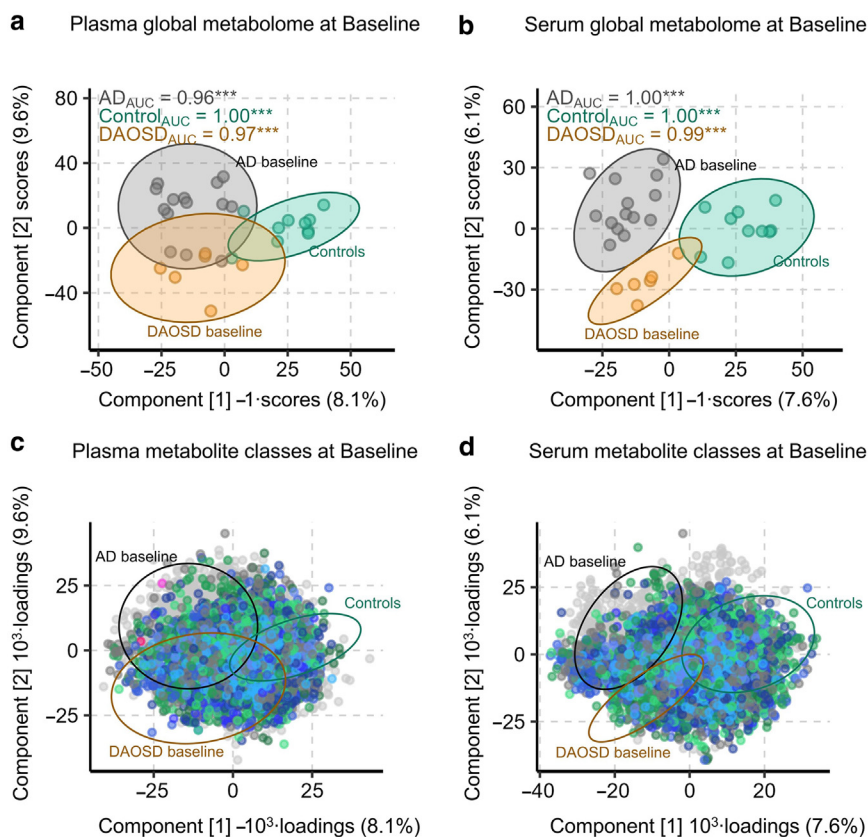 a Plasma global metabolome at Baseline
AD_AUC = 0.96***
Control_AUC = 1.00***
DAOSD_AUC = 0.97***
AD baseline
Controls
DAOSD baseline
Component [2] scores (9.6%)
80
40
0
−40
−50 −25 0 25 50
Component [1] −1·scores (8.1%)
b Serum global metabolome at Baseline
AD_AUC = 1.00***
Control_AUC = 1.00***
DAOSD_AUC = 0.99***
AD baseline
Controls
DAOSD baseline
Component [2] scores (6.1%)
60
30
0
−30
−25 0 25 50
Component [1] −1·scores (7.6%)
c Plasma metabolite classes at Baseline
AD baseline
Controls
DAOSD baseline
Component [2] 10³·loadings (9.6%)
25
0
−25
−25 0 25
Component [1] −10³·loadings (8.1%)
d Serum metabolite classes at Baseline
AD baseline
Controls
DAOSD baseline
Component [2] 10³·loadings (6.1%)
50
25
0
−25
−40 −20 0 20
Component [1] 10³·loadings (7.6%)